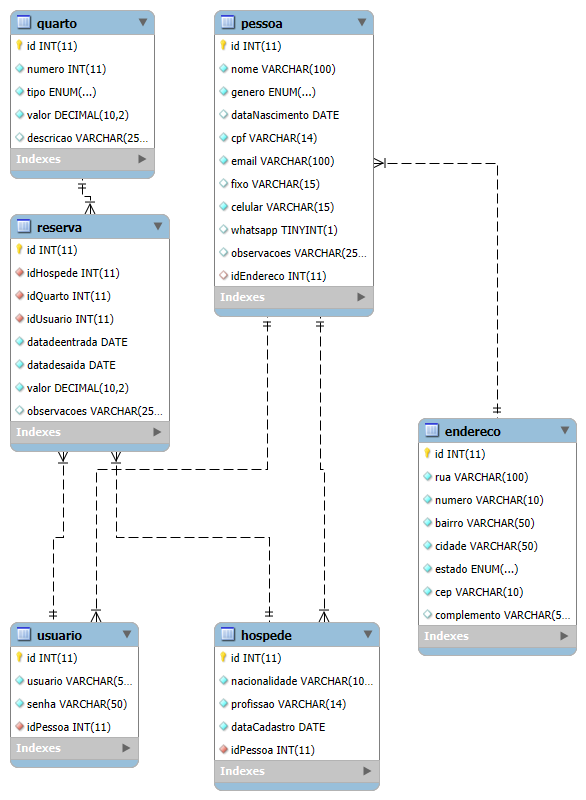 quarto
id INT(11)
numero INT(11)
tipo ENUM(...)
valor DECIMAL(10,2)
descricao VARCHAR(25...
Indexes
pessoa
id INT(11)
nome VARCHAR(100)
genero ENUM(...)
dataNascimento DATE
cpf VARCHAR(14)
email VARCHAR(100)
fixo VARCHAR(15)
celular VARCHAR(15)
whatsapp TINYINT(1)
observacoes VARCHAR(25...
idEndereco INT(11)
Indexes
reserva
id INT(11)
idHospede INT(11)
idQuarto INT(11)
idUsuario INT(11)
datadeentrada DATE
datadesaida DATE
valor DECIMAL(10,2)
observacoes VARCHAR(25...
Indexes
endereco
id INT(11)
rua VARCHAR(100)
numero VARCHAR(10)
bairro VARCHAR(50)
cidade VARCHAR(50)
estado ENUM(...)
cep VARCHAR(10)
complemento VARCHAR(5...
Indexes
usuario
id INT(11)
usuario VARCHAR(5...
senha VARCHAR(50)
idPessoa INT(11)
Indexes
hospede
id INT(11)
nacionalidade VARCHAR(10...
profissao VARCHAR(14)
dataCadastro DATE
idPessoa INT(11)
Indexes